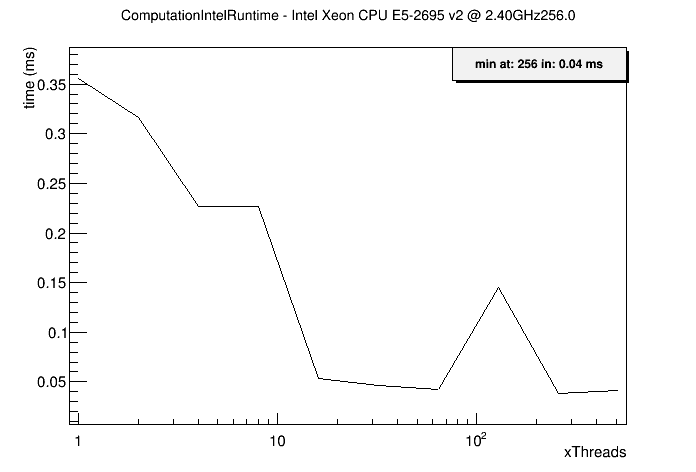 ComputationIntelRuntime - Intel Xeon CPU E5-2695 v2 @ 2.40GHz256.0
min at: 256 in: 0.04 ms
time (ms)
0.35
0.3
0.25
0.2
0.15
0.1
0.05
1 10 10²
xThreads